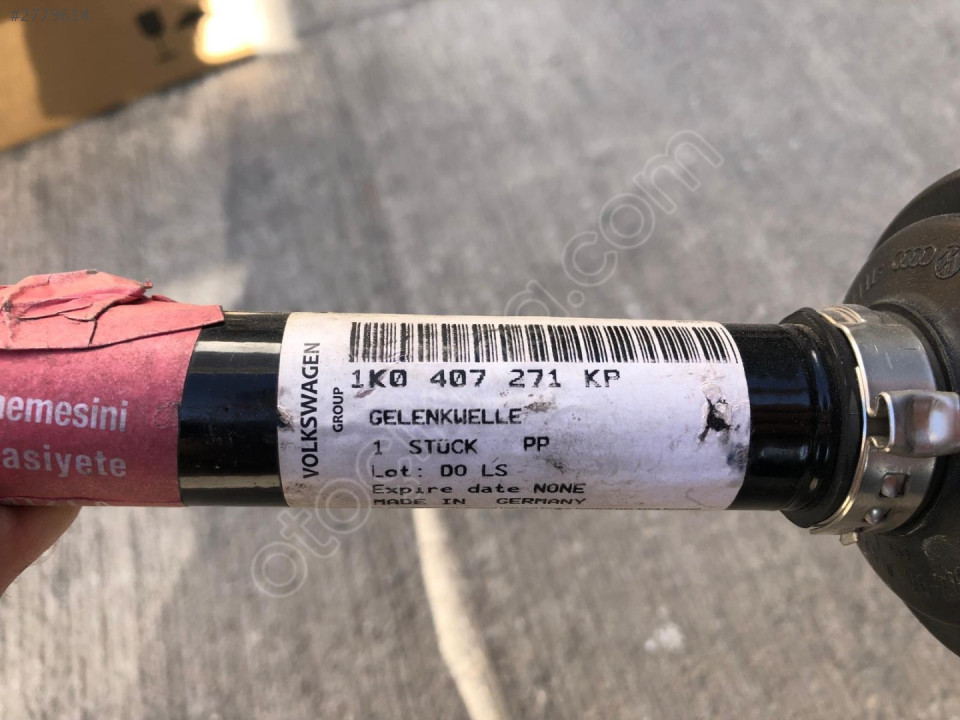 nemesini
asiyete
VOLKSWAGEN
GROUP
1K0 407 271 KP
GELENKWELLE
1 STÜCK PP
Lot: DO LS
Expire date NONE
MADE IN GERMANY